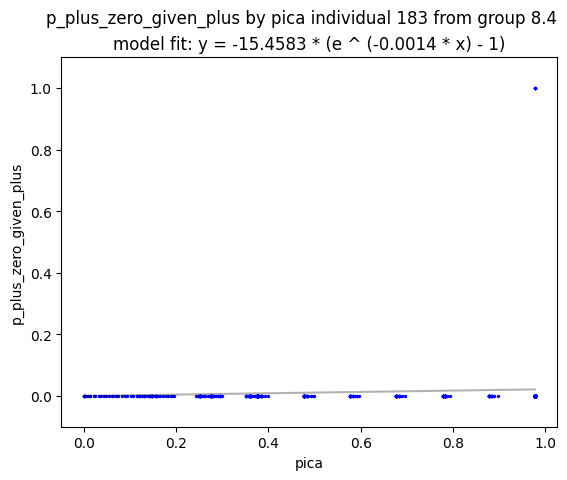 p_plus_zero_given_plus by pica individual 183 from group 8.4
model fit: y = -15.4583 * (e ^ (-0.0014 * x) - 1)
1.0
0.8
0.6
0.4
0.2
0.0
p_plus_zero_given_plus
0.0 0.2 0.4 0.6 0.8 1.0
pica